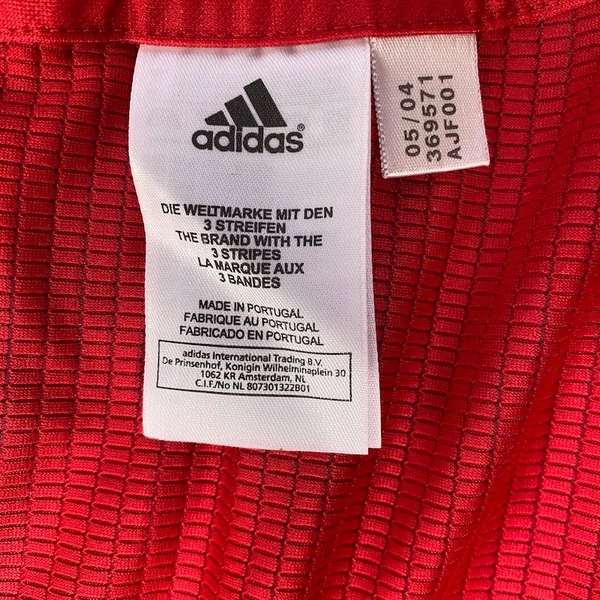 adidas®
DIE WELTMARKE MIT DEN
3 STREIFEN
THE BRAND WITH THE
3 STRIPES
LA MARQUE AUX
3 BANDES
MADE IN PORTUGAL
FABRIQUE AU PORTUGAL
FABRICADO EN PORTUGAL
adidas International Trading B.V.
De Prinsenhof, Konigin Wilhelminaplein 30
1062 KR Amsterdam, NL
C.I.F./No NL 807301322B01
05/04
369571
AJF001